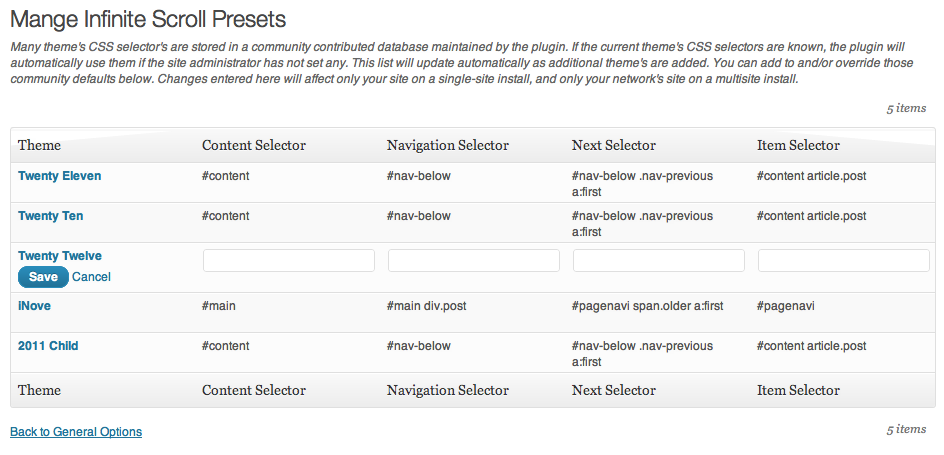 Mange Infinite Scroll Presets
Many theme's CSS selector's are stored in a community contributed database maintained by the plugin. If the current theme's CSS selectors are known, the plugin will
automatically use them if the site administrator has not set any. This list will update automatically as additional theme's are added. You can add to and/or override those
community defaults below. Changes entered here will affect only your site on a single-site install, and only your network's site on a multisite install.
5 items
Theme Content Selector Navigation Selector Next Selector Item Selector
Twenty Eleven #content #nav-below #nav-below .nav-previous #content article.post
a:first
Twenty Ten #content #nav-below #nav-below .nav-previous #content article.post
a:first
Twenty Twelve
Save Cancel
iNove #main #main div.post #pagenavi span.older a:first #pagenavi
2011 Child #content #nav-below #nav-below .nav-previous #content article.post
a:first
Theme Content Selector Navigation Selector Next Selector Item Selector
Back to General Options 5 items